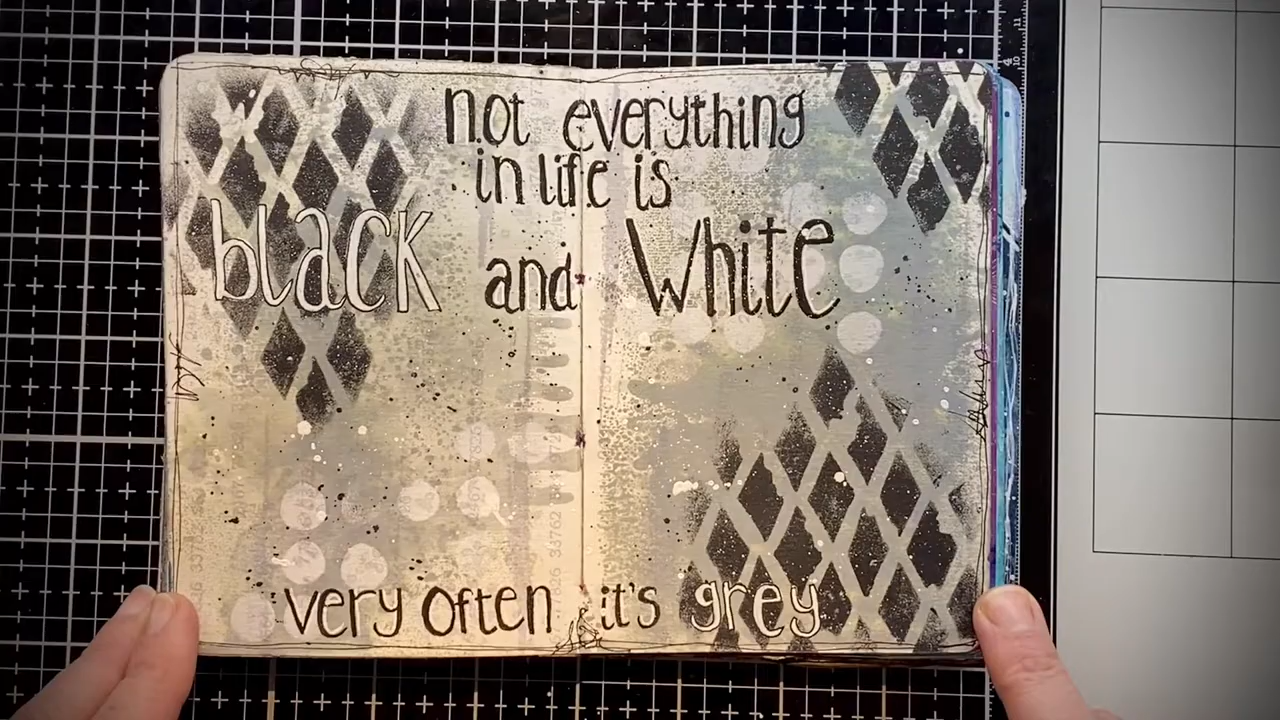 not everything
in life is
black and White
very often it's grey